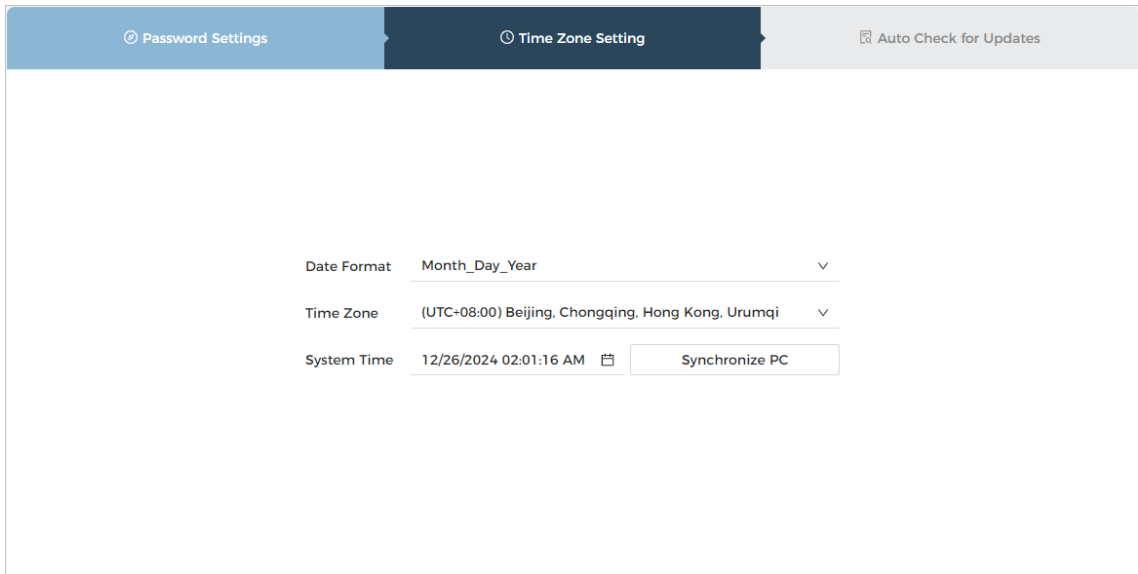 Password Settings
Time Zone Setting
Auto Check for Updates
Date Format
Month_Day_Year
Time Zone
(UTC+08:00) Beijing, Chongqing, Hong Kong, Urumqi
System Time
12/26/2024 02:01:16 AM
Synchronize PC